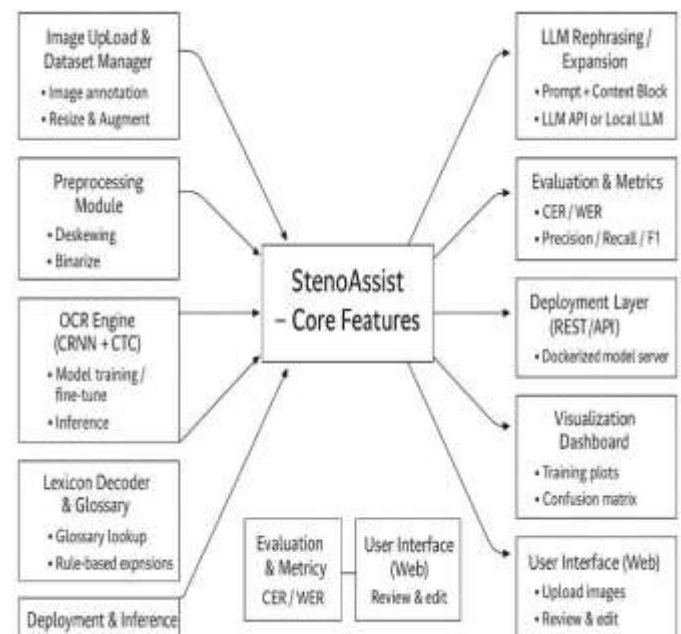 Image UpLoad &
Dataset Manager
• Image annotation
• Resize & Augment
Preprocessing
Module
• Deskewing
• Binarize
OCR Engine
(CRNN + CTC)
• Model training /
fine-tune
• Inference
Lexicon Decoder
& Glossary
• Glossary lookup
• Rule-based exprsions
Deployment & Inference
StenoAssist
– Core Features
Evaluation
& Metricy
CER / WER
User Interface
(Web)
Review & edit
LLM Rephrasing /
Expansion
• Prompt + Context Block
• LLM API or Local LLM
Evaluation & Metrics
• CER / WER
• Precision / Recall / F1
Deployment Layer
(REST/API)
• Dockerized model server
Visualization
Dashboard
• Training plots
• Confusion matrix
User Interface (Web)
• Upload images
• Review & edit